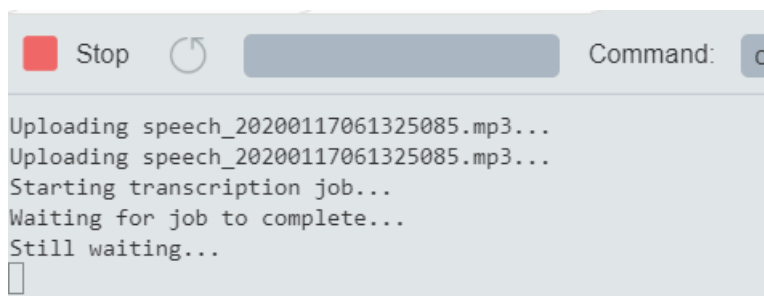 Stop Command:
Uploading speech_20200117061325085.mp3...
Uploading speech_20200117061325085.mp3...
Starting transcription job...
Waiting for job to complete...
Still waiting...